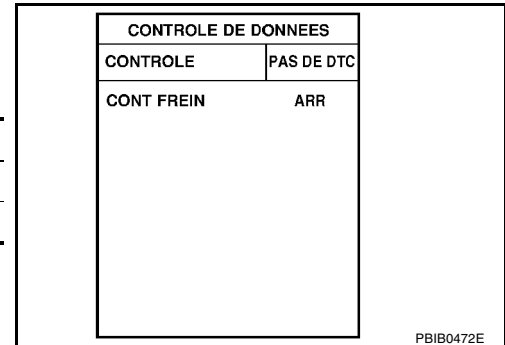 CONTROLE DE DONNEES
CONTROLE PAS DE DTC
CONT FREIN ARR
PBIB0472E